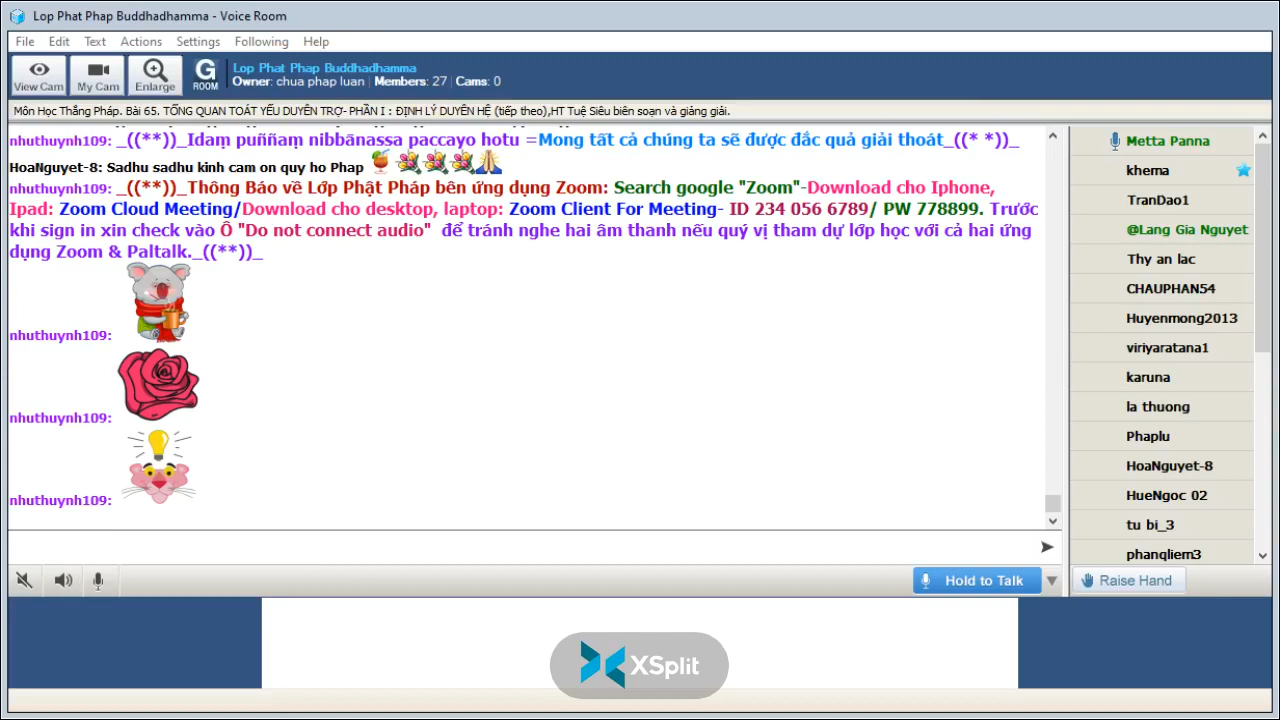 Lop Phat Phap Buddhadhamma - Voice Room
File Edit Text Actions Settings Following Help
View Cam My Cam Enlarge G ROOM
Lop Phat Phap Buddhadhamma
Owner: chua phap luan | Members: 27 | Cams: 0
Môn Học Thắng Pháp. Bài 65. TỔNG QUAN TOÁT YẾU DUYÊN TRỢ- PHẦN I : ĐỊNH LÝ DUYÊN HỆ (tiếp theo),HT Tuệ Siêu biên soạn và giảng giải.
nhuthuynh109: _((**))_Idaṃ puññaṃ nibbānassa paccayo hotu =Mong tất cả chúng ta sẽ được đắc quả giải thoát_((* *))_
HoaNguyet-8: Sadhu sadhu kinh cam on quy ho Phap
nhuthuynh109: _((**))_Thông Báo về Lớp Phật Pháp bên ứng dụng Zoom: Search google "Zoom"-Download cho Iphone,
Ipad: Zoom Cloud Meeting/Download cho desktop, laptop: Zoom Client For Meeting- ID 234 056 6789/ PW 778899. Trước
khi sign in xin check vào Ô "Do not connect audio" để tránh nghe hai âm thanh nếu quý vị tham dự lớp học với cả hai ứng
dụng Zoom & Paltalk._((**))_
nhuthuynh109:
nhuthuynh109:
nhuthuynh109:
Metta Panna
khema
TranDao1
@Lang Gia Nguyet
Thy an lac
CHAUPHAN54
Huyenmong2013
viriyaratana1
karuna
la thuong
Phaplu
HoaNguyet-8
HueNgoc 02
tu bi_3
phanqliem3
Hold to Talk
Raise Hand
XSplit